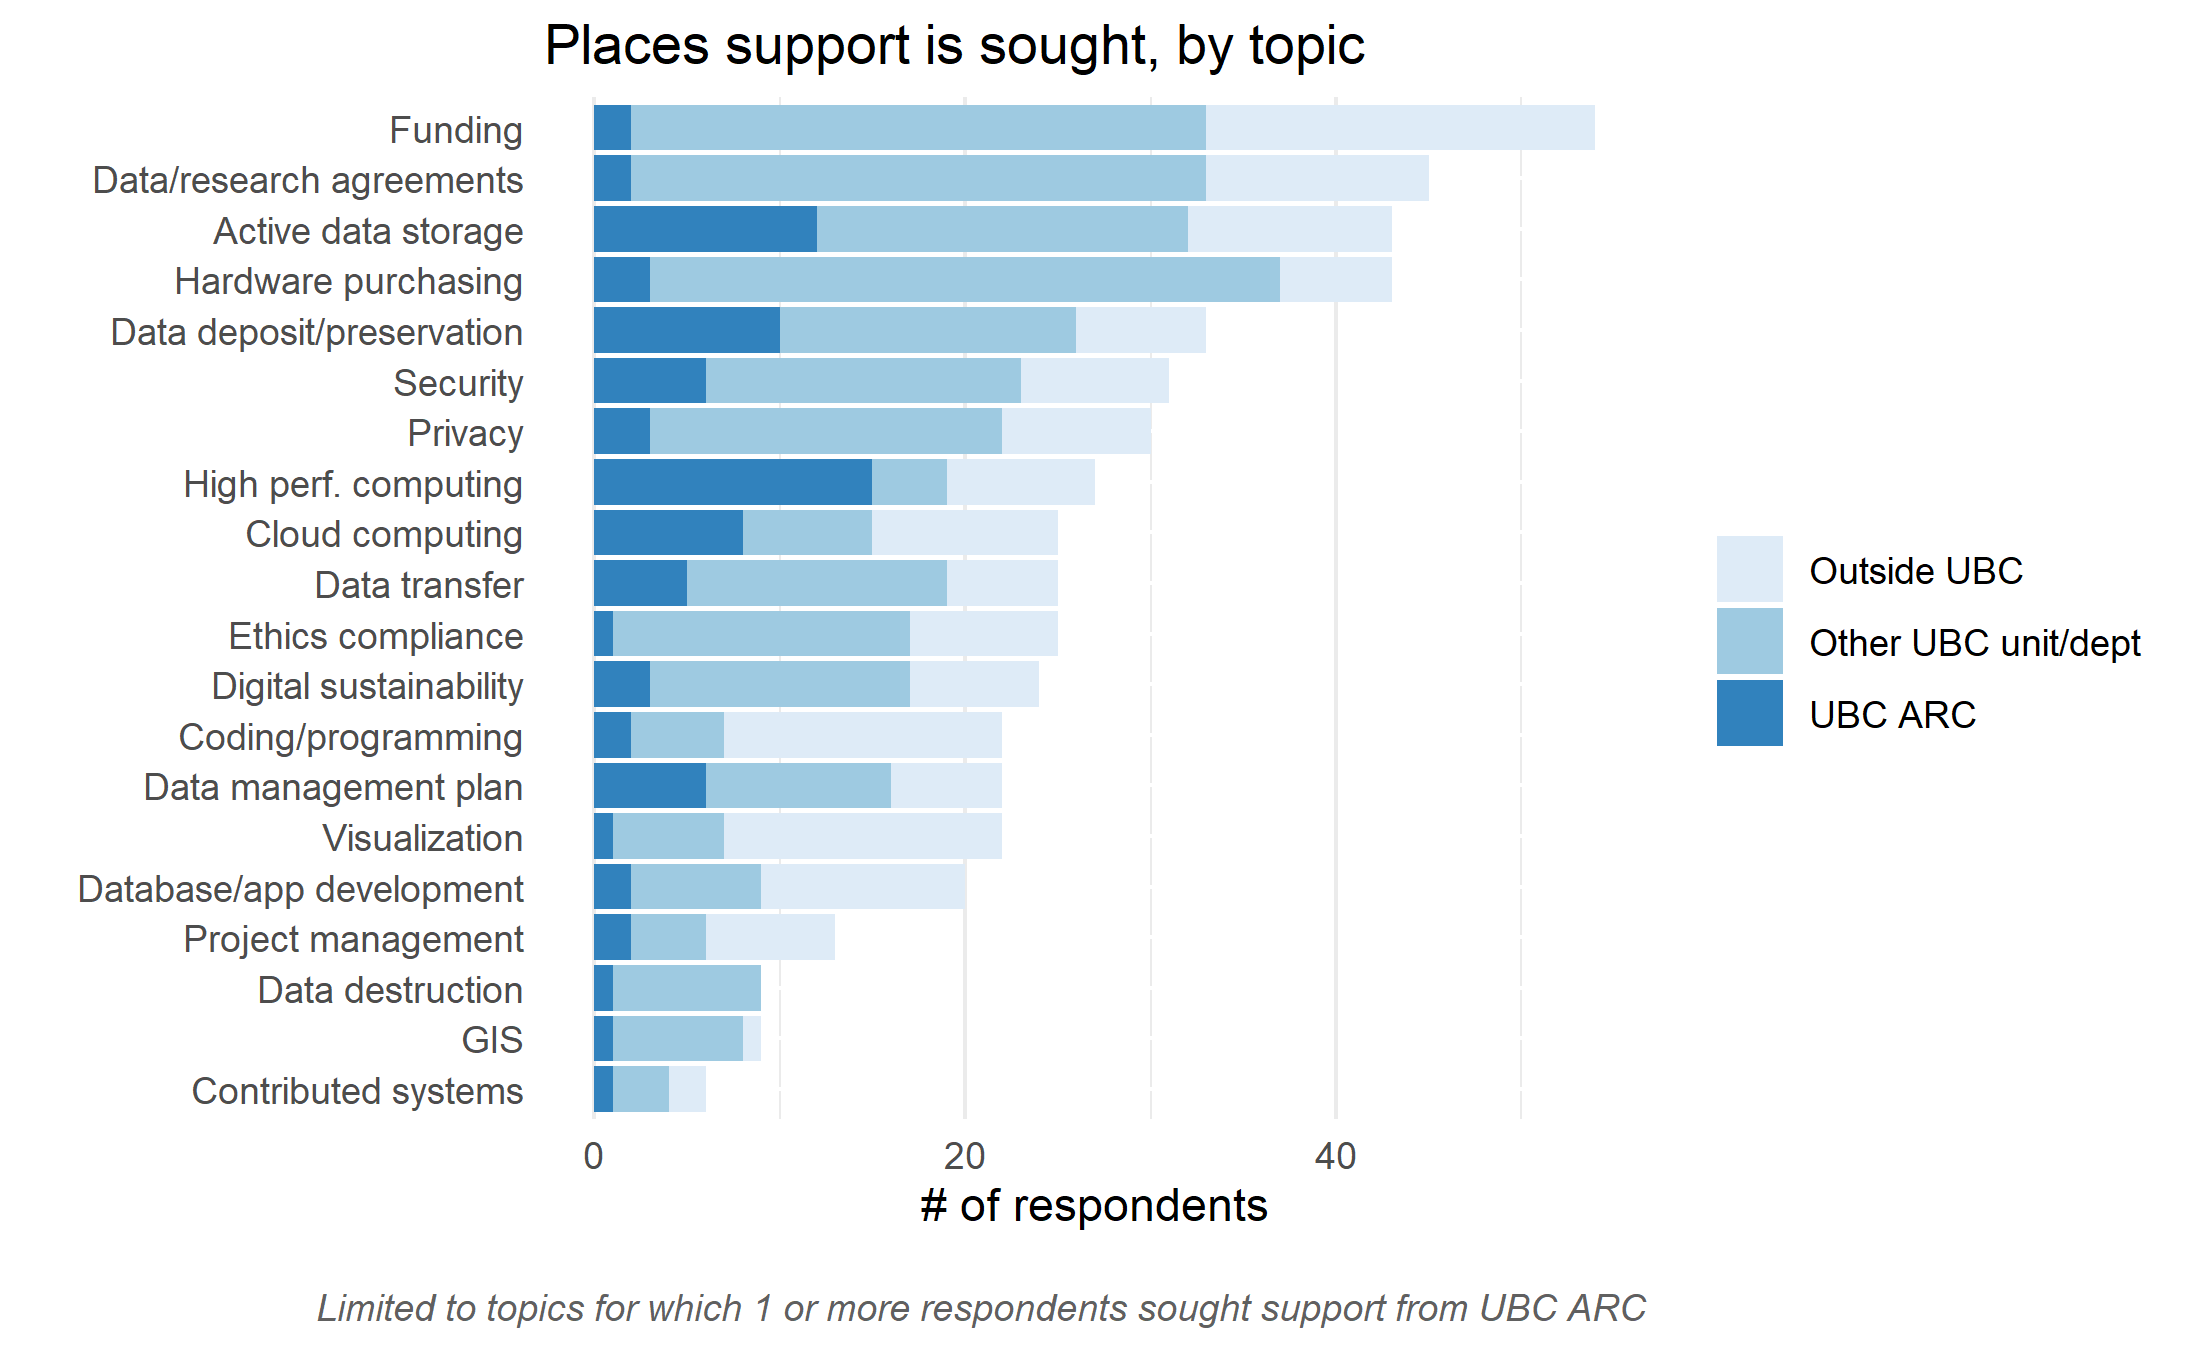 Places support is sought, by topic
Funding
Data/research agreements
Active data storage
Hardware purchasing
Data deposit/preservation
Security
Privacy
High perf. computing
Cloud computing
Data transfer
Ethics compliance
Digital sustainability
Coding/programming
Data management plan
Visualization
Database/app development
Project management
Data destruction
GIS
Contributed systems
0 20 40
# of respondents
Outside UBC
Other UBC unit/dept
UBC ARC
Limited to topics for which 1 or more respondents sought support from UBC ARC